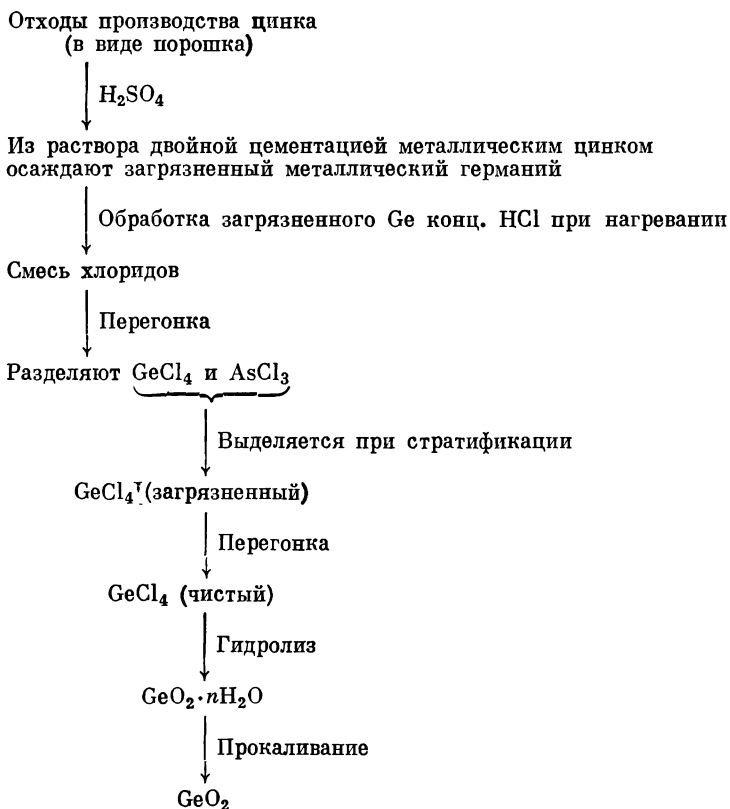 Отходы производства цинка
(в виде порошка)
H₂SO₄
Из раствора двойной цементацией металлическим цинком
осаждают загрязненный металлический германий
Обработка загрязненного Ge конц. HCl при нагревании
Смесь хлоридов
Перегонка
Разделяют GeCl₄ и AsCl₃
Выделяется при стратификации
GeCl₄ (загрязненный)
Перегонка
GeCl₄ (чистый)
Гидролиз
GeO₂·nH₂O
Прокаливание
GeO₂